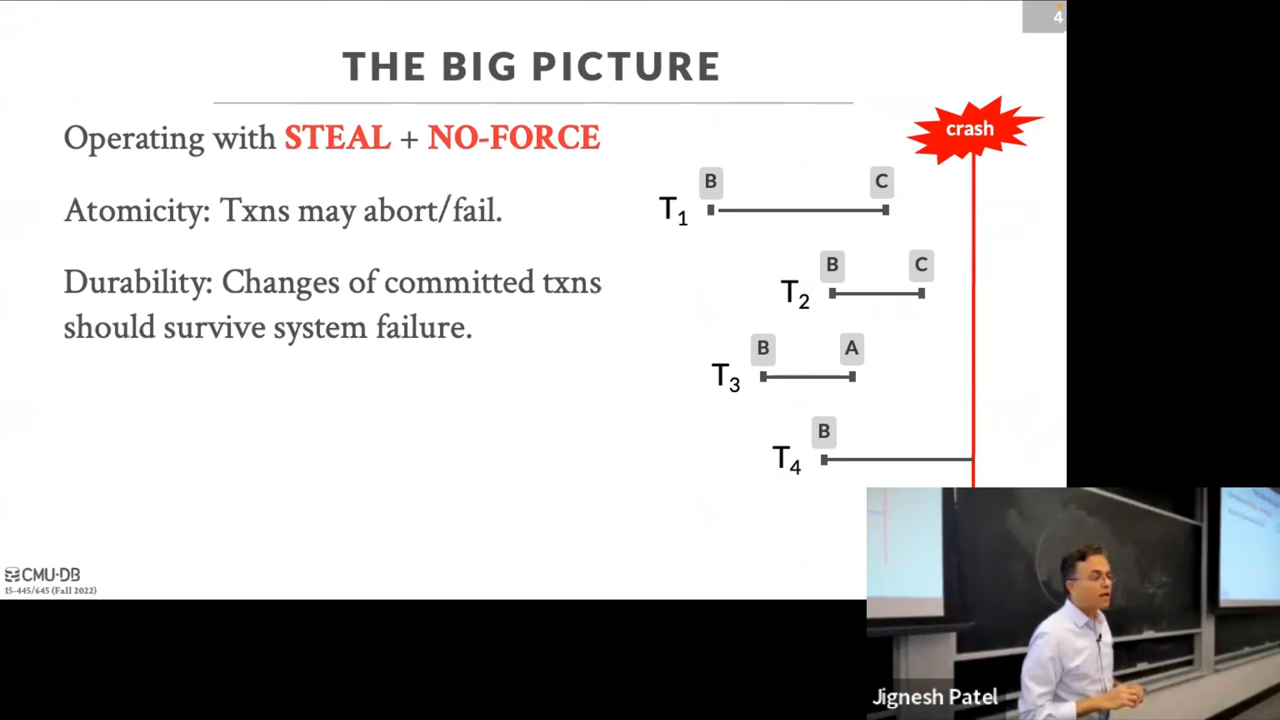 4
THE BIG PICTURE
Operating with STEAL + NO-FORCE
Atomicity: Txns may abort/fail.
Durability: Changes of committed txns
should survive system failure.
crash
B C
T1
B C
T2
B A
T3
B
T4
CMU·DB
15-445/645 (Fall 2022)
Jignesh Patel